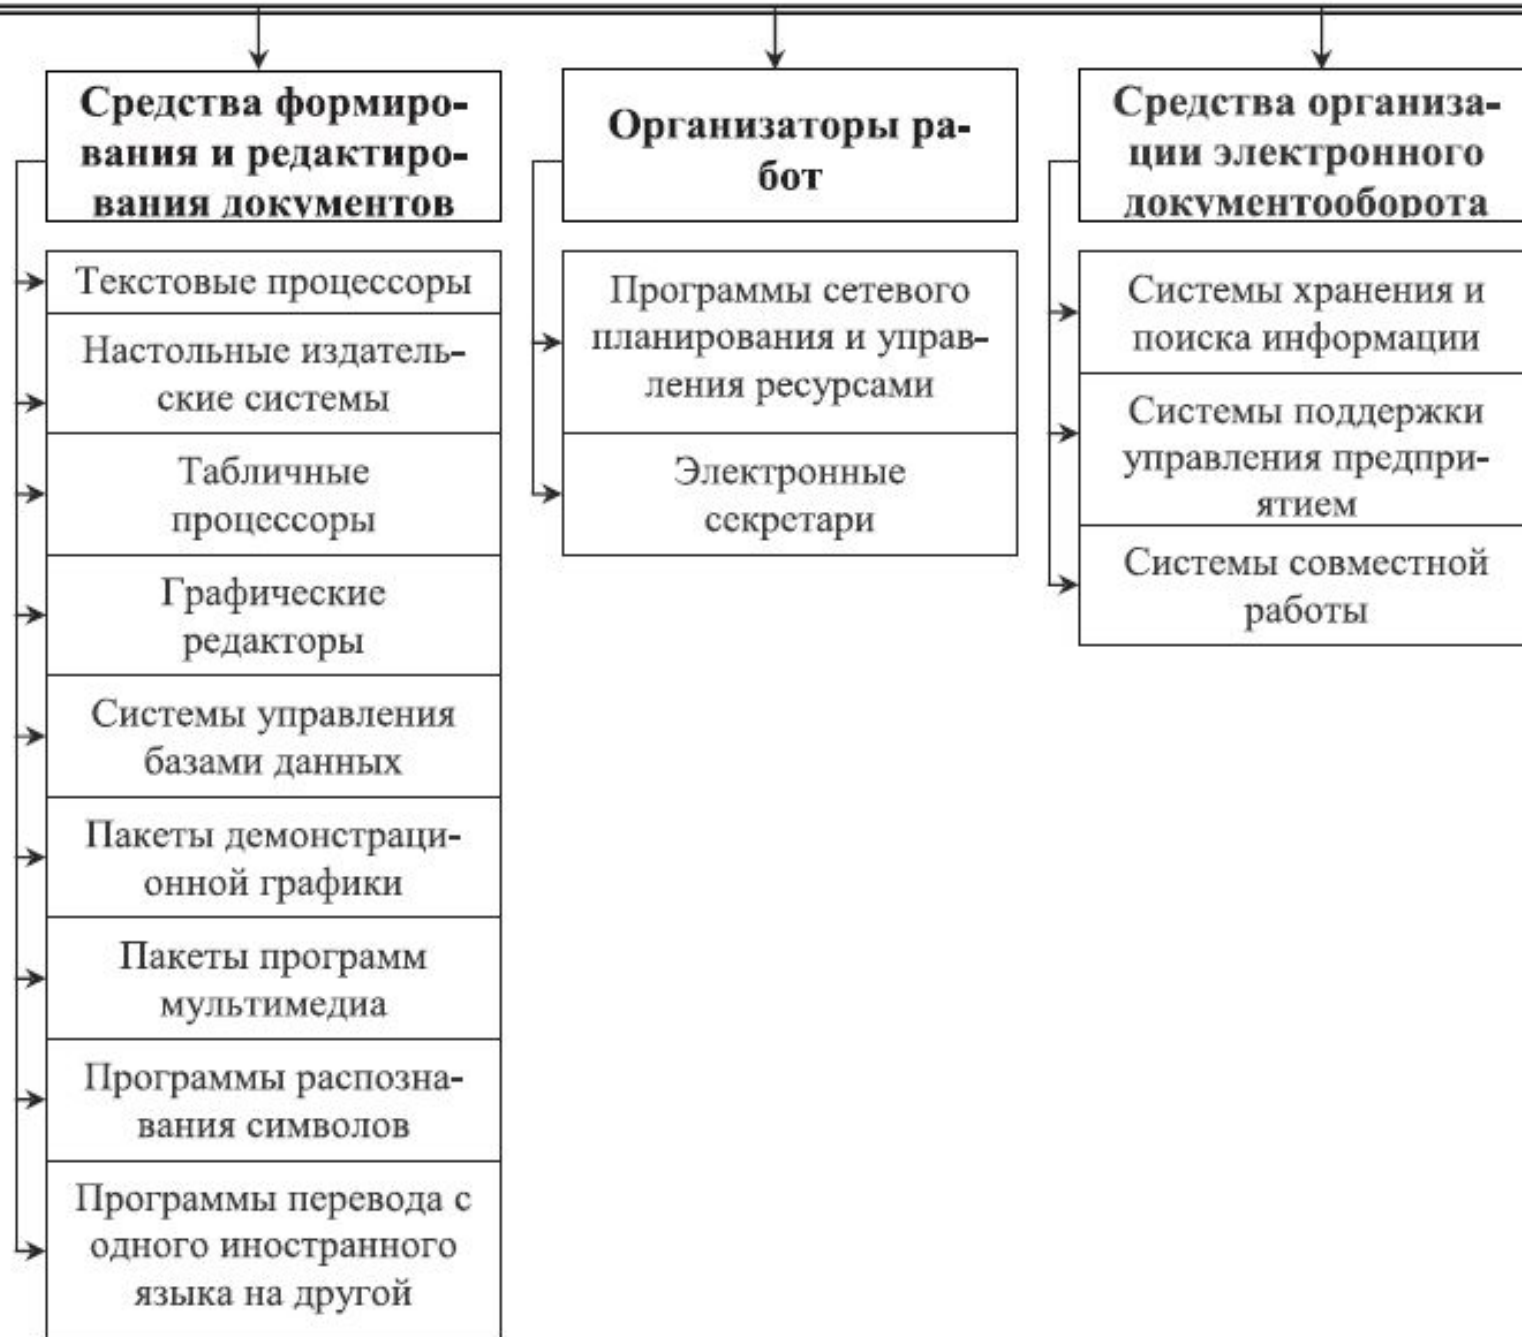 Средства формиро-
вания и редактиро-
вания документов
Текстовые процессоры
Настольные издатель-
ские системы
Табличные
процессоры
Графические
редакторы
Системы управления
базами данных
Пакеты демонстраци-
онной графики
Пакеты программ
мультимедиа
Программы распозна-
вания символов
Программы перевода с
одного иностранного
языка на другой
Организаторы ра-
бот
Программы сетевого
планирования и управ-
ления ресурсами
Электронные
секретари
Средства организа-
ции электронного
документооборота
Системы хранения и
поиска информации
Системы поддержки
управления предпри-
ятием
Системы совместной
работы